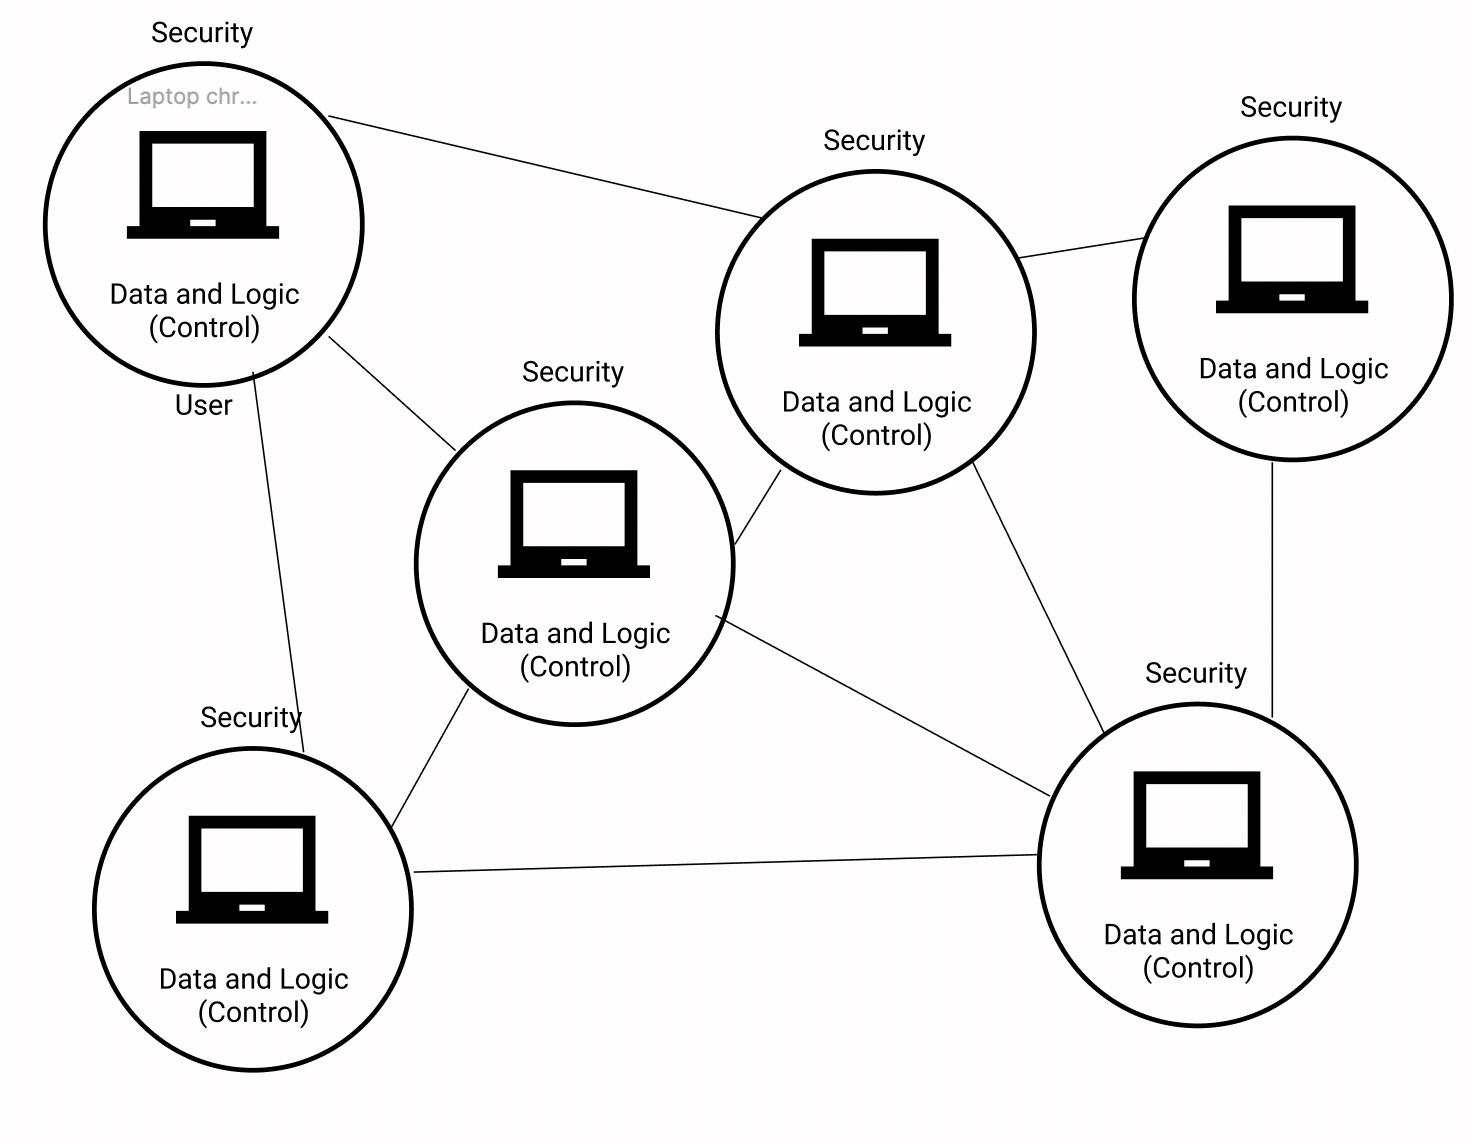 Security
Laptop chr...
Data and Logic
(Control)
User
Security
Data and Logic
(Control)
Security
Data and Logic
(Control)
Security
Data and Logic
(Control)
Security
Data and Logic
(Control)
Security
Data and Logic
(Control)